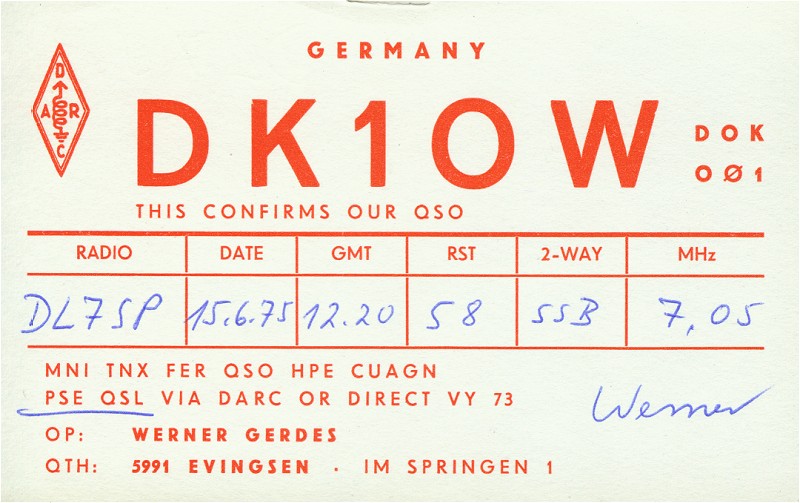 GERMANY
D
A R
C
DK1OW
DOK
OØ1
THIS CONFIRMS OUR QSO
RADIO DATE GMT RST 2-WAY MHz
DL7SP 15.6.75 12.20 58 SSB 7,05
MNI TNX FER QSO HPE CUAGN
PSE QSL VIA DARC OR DIRECT VY 73
Werner
OP: WERNER GERDES
QTH: 5991 EVINGSEN · IM SPRINGEN 1